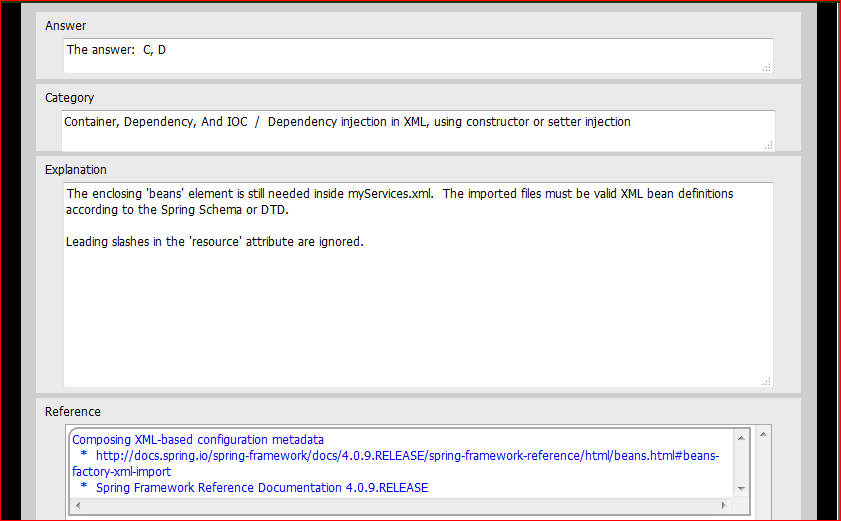 Answer
The answer:  C, D
Category
Container, Dependency, And IOC  /  Dependency injection in XML, using constructor or setter injection
Explanation
The enclosing 'beans' element is still needed inside myServices.xml.  The imported files must be valid XML bean definitions
according to the Spring Schema or DTD.
Leading slashes in the 'resource' attribute are ignored.
Reference
Composing XML-based configuration metadata
*  http://docs.spring.io/spring-framework/docs/4.0.9.RELEASE/spring-framework-reference/html/beans.html#beans-
factory-xml-import
*  Spring Framework Reference Documentation 4.0.9.RELEASE